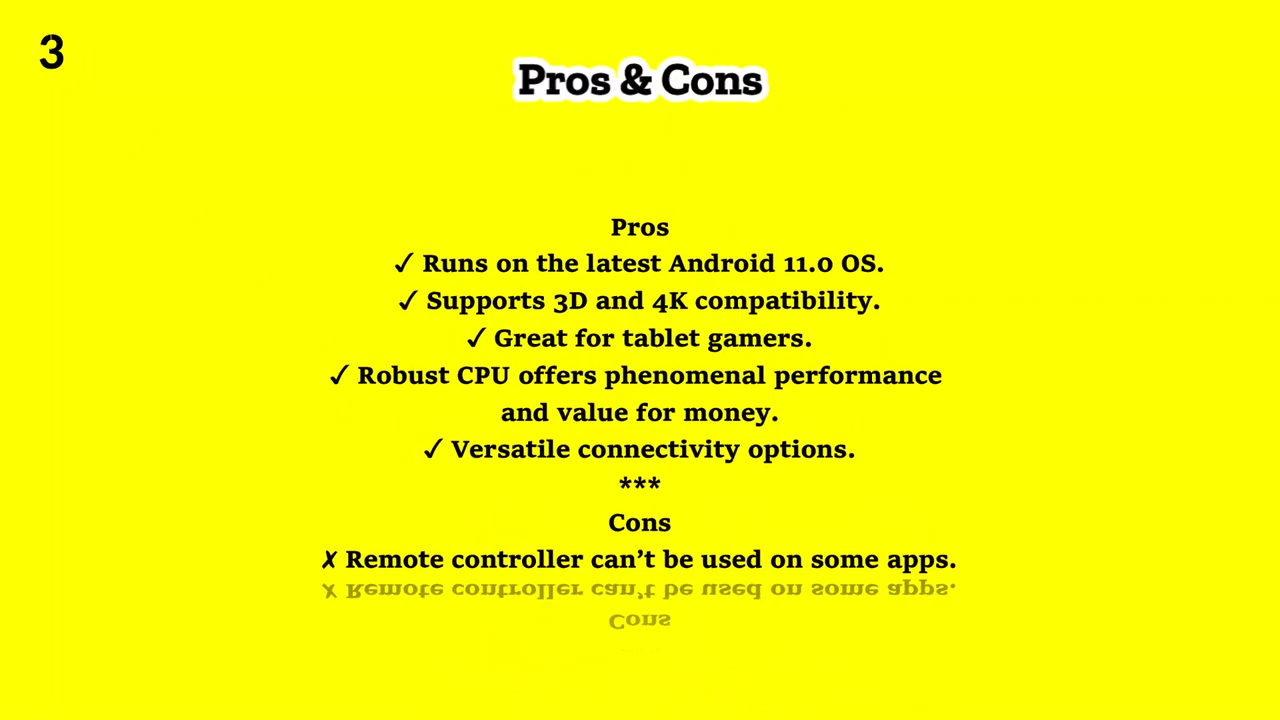 3
Pros & Cons
Pros
✓ Runs on the latest Android 11.0 OS.
✓ Supports 3D and 4K compatibility.
✓ Great for tablet gamers.
✓ Robust CPU offers phenomenal performance
and value for money.
✓ Versatile connectivity options.
***
Cons
✗ Remote controller can’t be used on some apps.